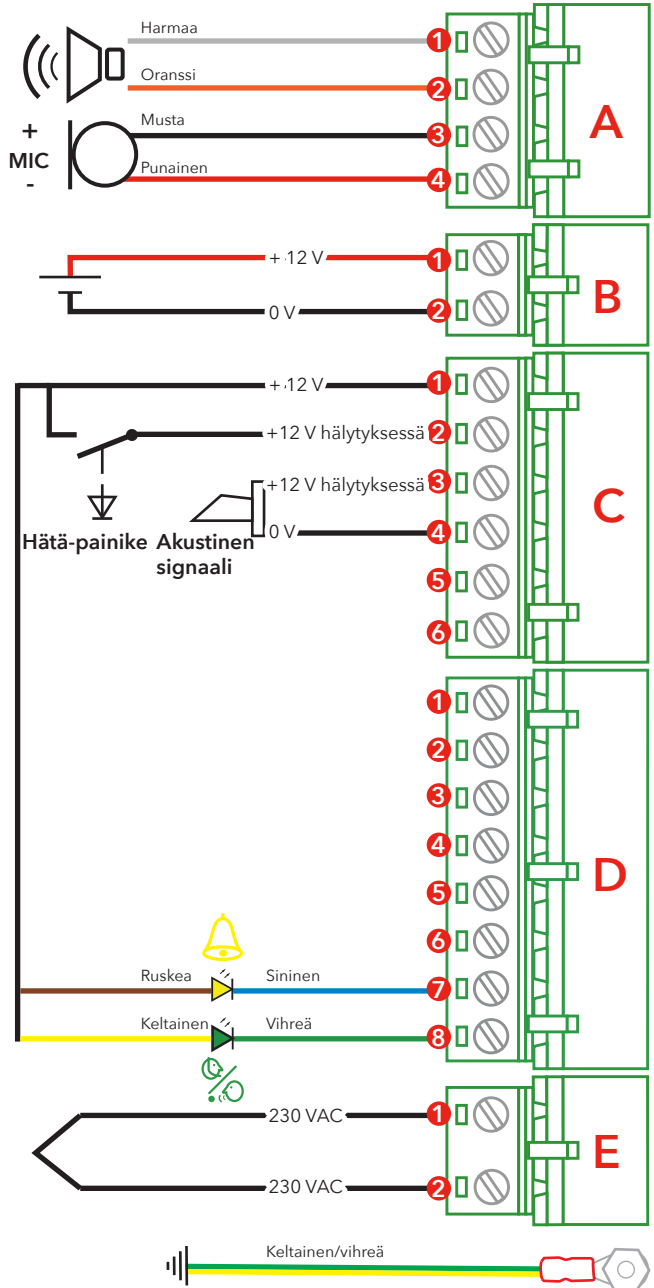 Harmaa
1
Oranssi
2
A
+
MIC
-
Musta
3
Punainen
4
+ 12 V
1
B
0 V
2
+ 12 V
1
+12 V hälytyksessä
2
+12 V hälytyksessä
3
C
Hätä-painike
Akustinen
signaali
0 V
4
5
6
1
2
3
4
D
5
6
Ruskea
Sininen
7
Keltainen
Vihreä
8
230 VAC
1
E
230 VAC
2
Keltainen/vihreä